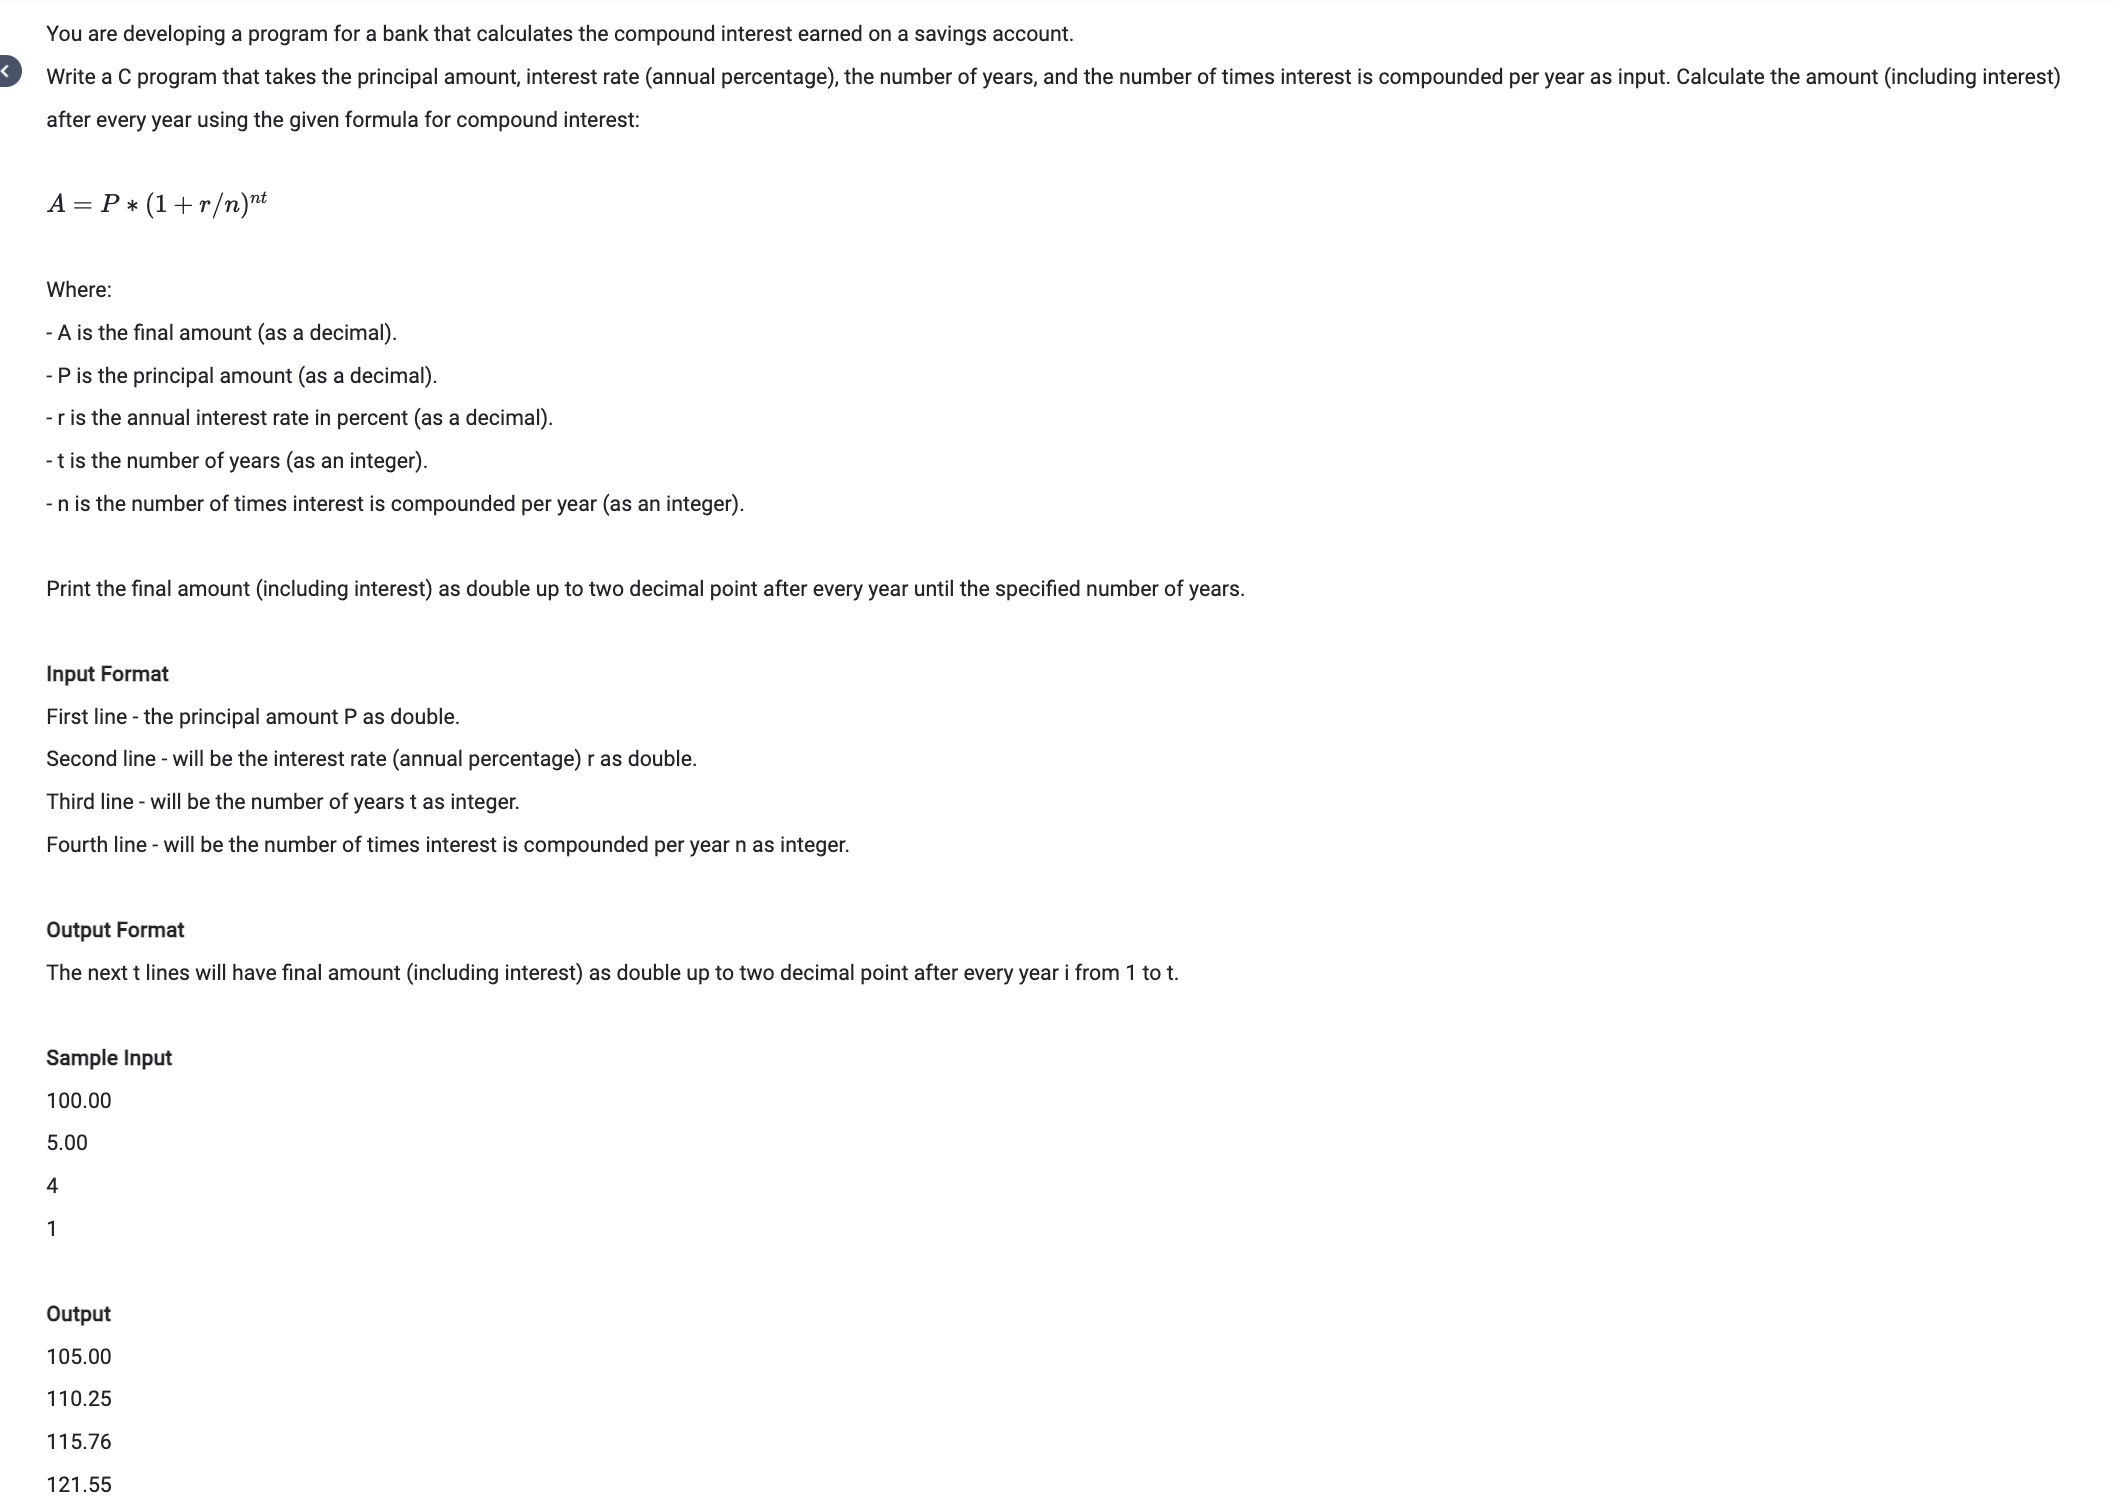 You are developing a program for a bank that calculates the compound interest earned on a savings account.
Write a C program that takes the principal amount, interest rate (annual percentage), the number of years, and the number of times interest is compounded per year as input. Calculate the amount (including interest)
after every year using the given formula for compound interest:
A = P * (1 + r/n)^{nt}
Where:
- A is the final amount (as a decimal).
- P is the principal amount (as a decimal).
- r is the annual interest rate in percent (as a decimal).
- t is the number of years (as an integer).
- n is the number of times interest is compounded per year (as an integer).
Print the final amount (including interest) as double up to two decimal point after every year until the specified number of years.
Input Format
First line - the principal amount P as double.
Second line - will be the interest rate (annual percentage) r as double.
Third line - will be the number of years t as integer.
Fourth line - will be the number of times interest is compounded per year n as integer.
Output Format
The next t lines will have final amount (including interest) as double up to two decimal point after every year i from 1 to t.
Sample Input
100.00
5.00
4
1
Output
105.00
110.25
115.76
121.55